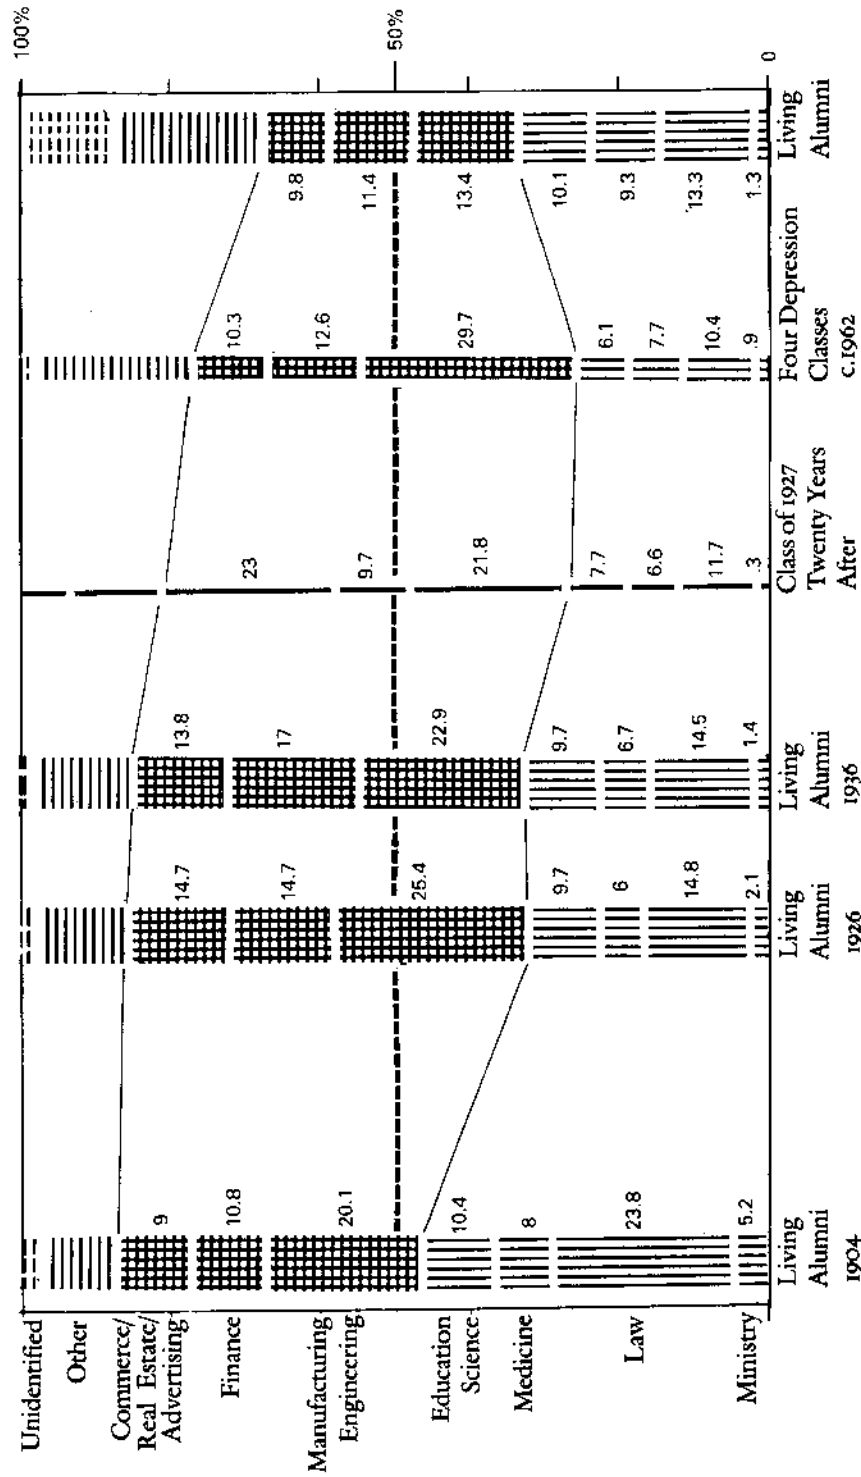 100%
50%
0
Unidentified
Other
Commerce/
Real Estate/
Advertising
Finance
Manufacturing
Engineering
Education
Science
Medicine
Law
Ministry
9
10.8
20.1
10.4
8
23.8
5.2
Living
Alumni
1904
14.7
14.7
25.4
9.7
6
14.8
2.1
Living
Alumni
1926
13.8
17
22.9
9.7
6.7
14.5
1.4
Living
Alumni
1936
23
9.7
21.8
7.7
6.6
11.7
.3
Class of 1927
Twenty Years
After
10.3
12.6
29.7
6.1
7.7
10.4
.9
Four Depression
Classes
c.1962
9.8
11.4
13.4
10.1
9.3
13.3
1.3
Living
Alumni